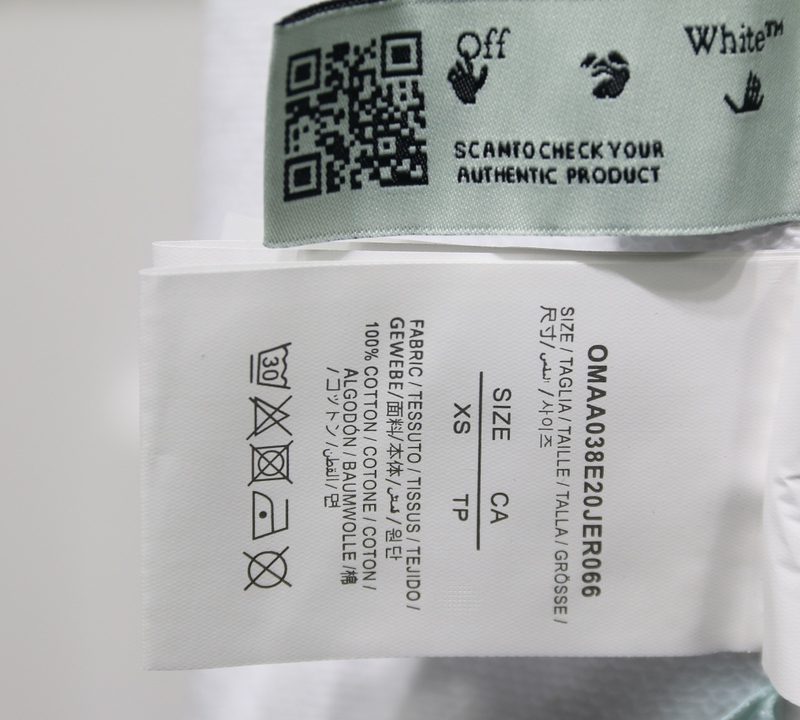 Off White™
SCAN TO CHECK YOUR
AUTHENTIC PRODUCT
OMAA038E20JER066
SIZE / TAGLIA / TAILLE / TALLA / GRÖSSE /
尺寸 / المقاس / 사이즈
SIZE CA
XS TP
FABRIC / TESSUTO / TISSUS / TEJIDO /
GEWEBE/面料/本体/قماش/원단
100% COTTON / COTONE / COTON /
ALGODÓN / BAUMWOLLE /棉
/コットン/القطن/면
30